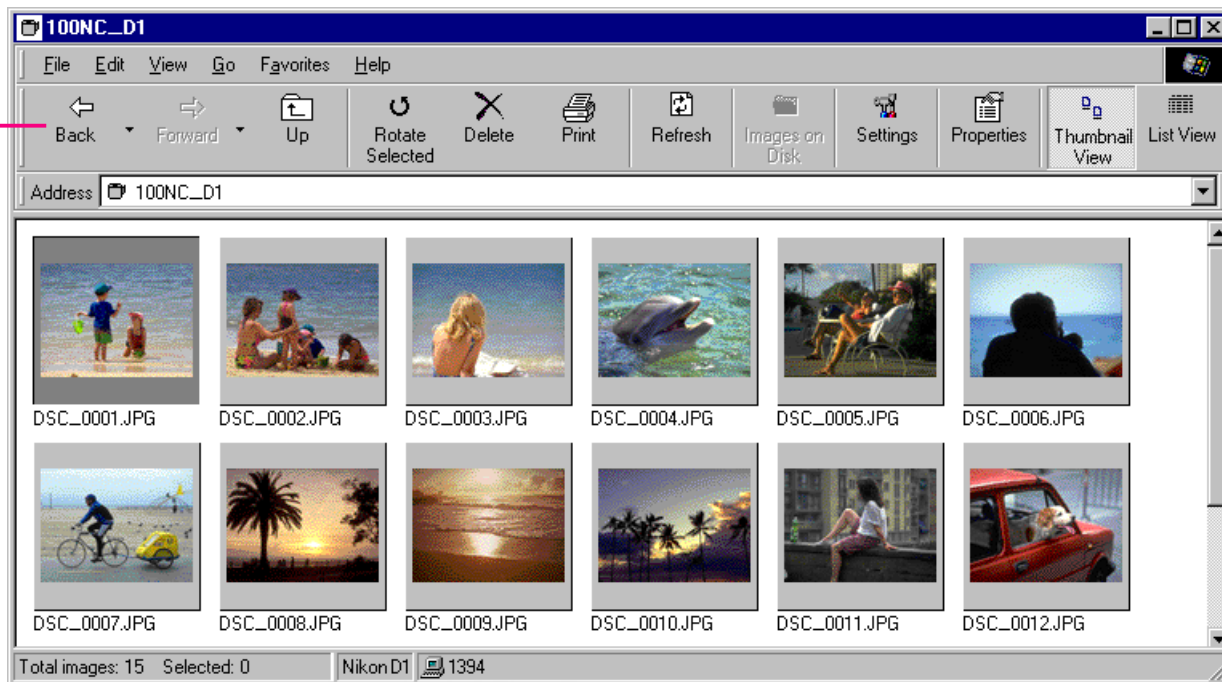 100NC_D1
File Edit View Go Favorites Help
Back Forward Up Rotate Selected Delete Print Refresh Images on Disk Settings Properties Thumbnail View List View
Address 100NC_D1
DSC_0001.JPG DSC_0002.JPG DSC_0003.JPG DSC_0004.JPG DSC_0005.JPG DSC_0006.JPG
DSC_0007.JPG DSC_0008.JPG DSC_0009.JPG DSC_0010.JPG DSC_0011.JPG DSC_0012.JPG
Total images: 15 Selected: 0 Nikon D1 1394